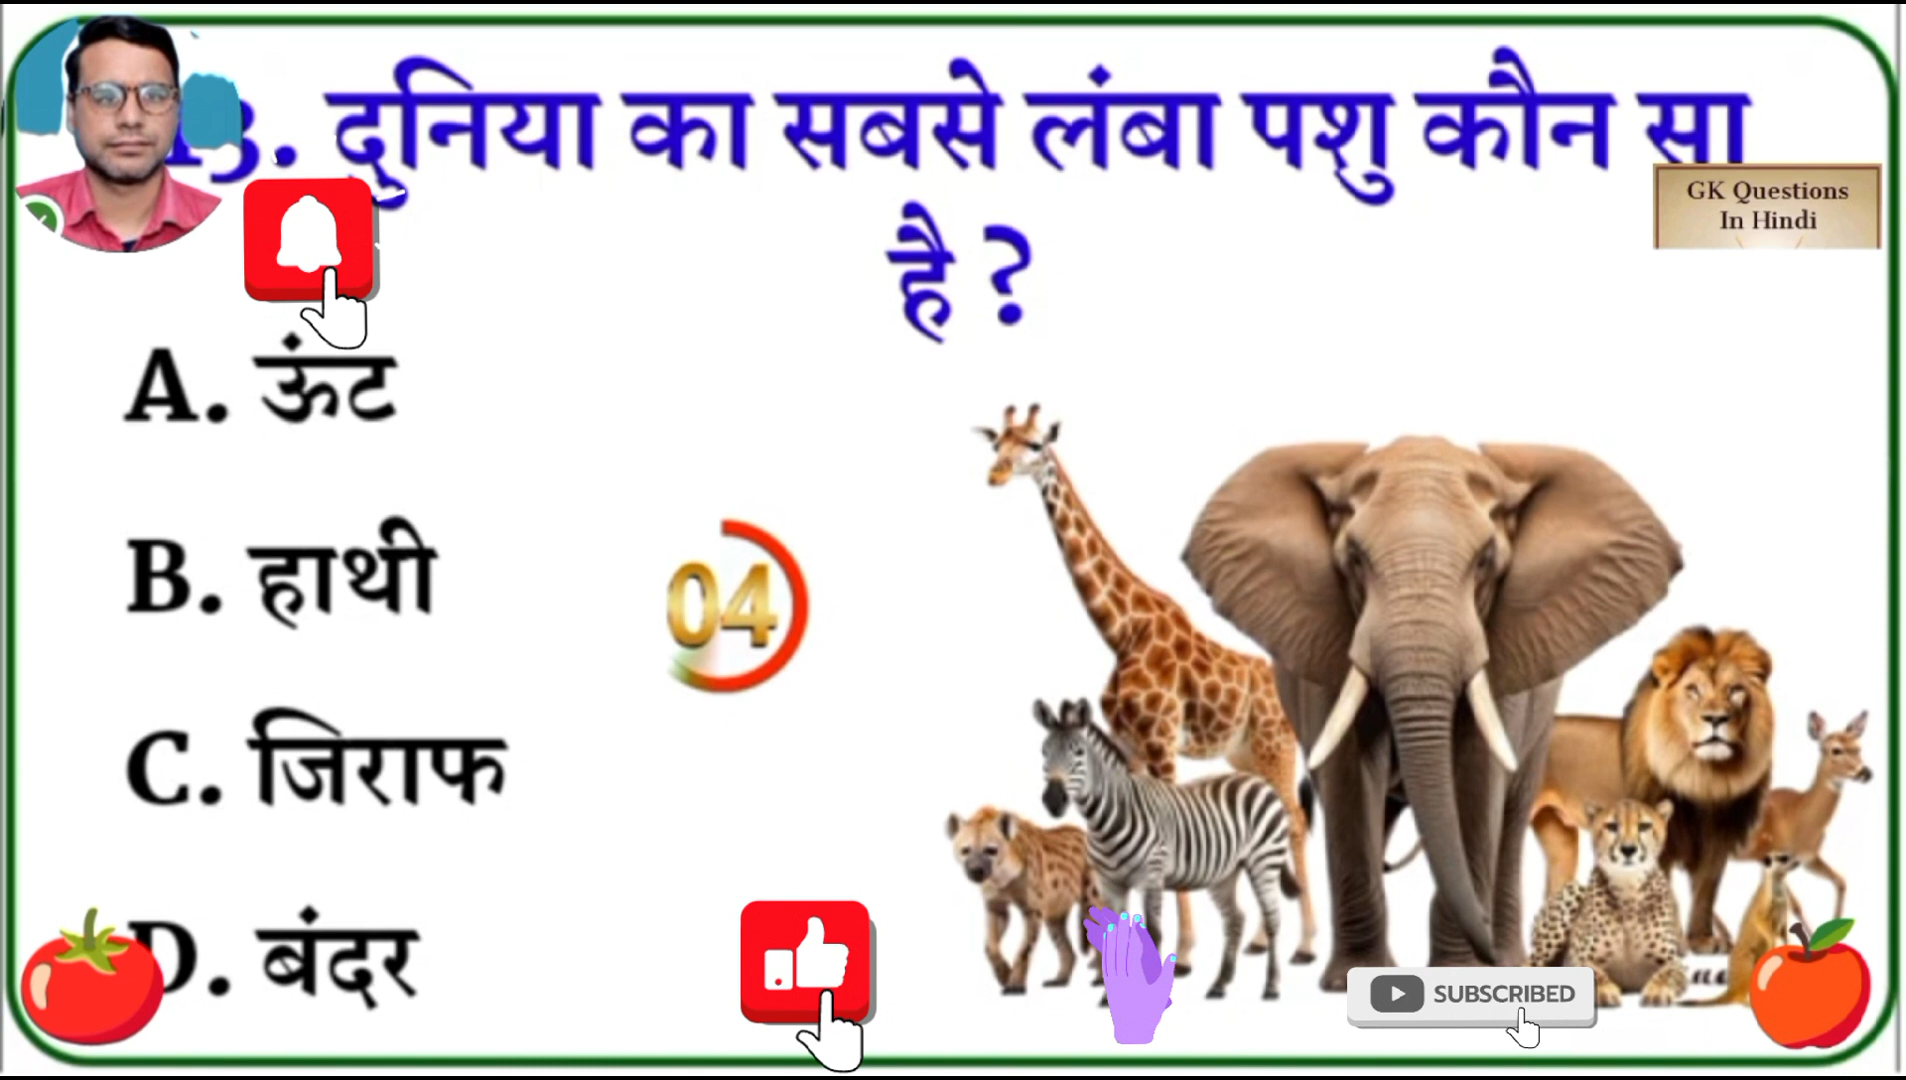 13. दुनिया का सबसे लंबा पशु कौन सा
है ?
GK Questions
In Hindi
A. ऊंट
B. हाथी
04
C. जिराफ
D. बंदर
SUBSCRIBED